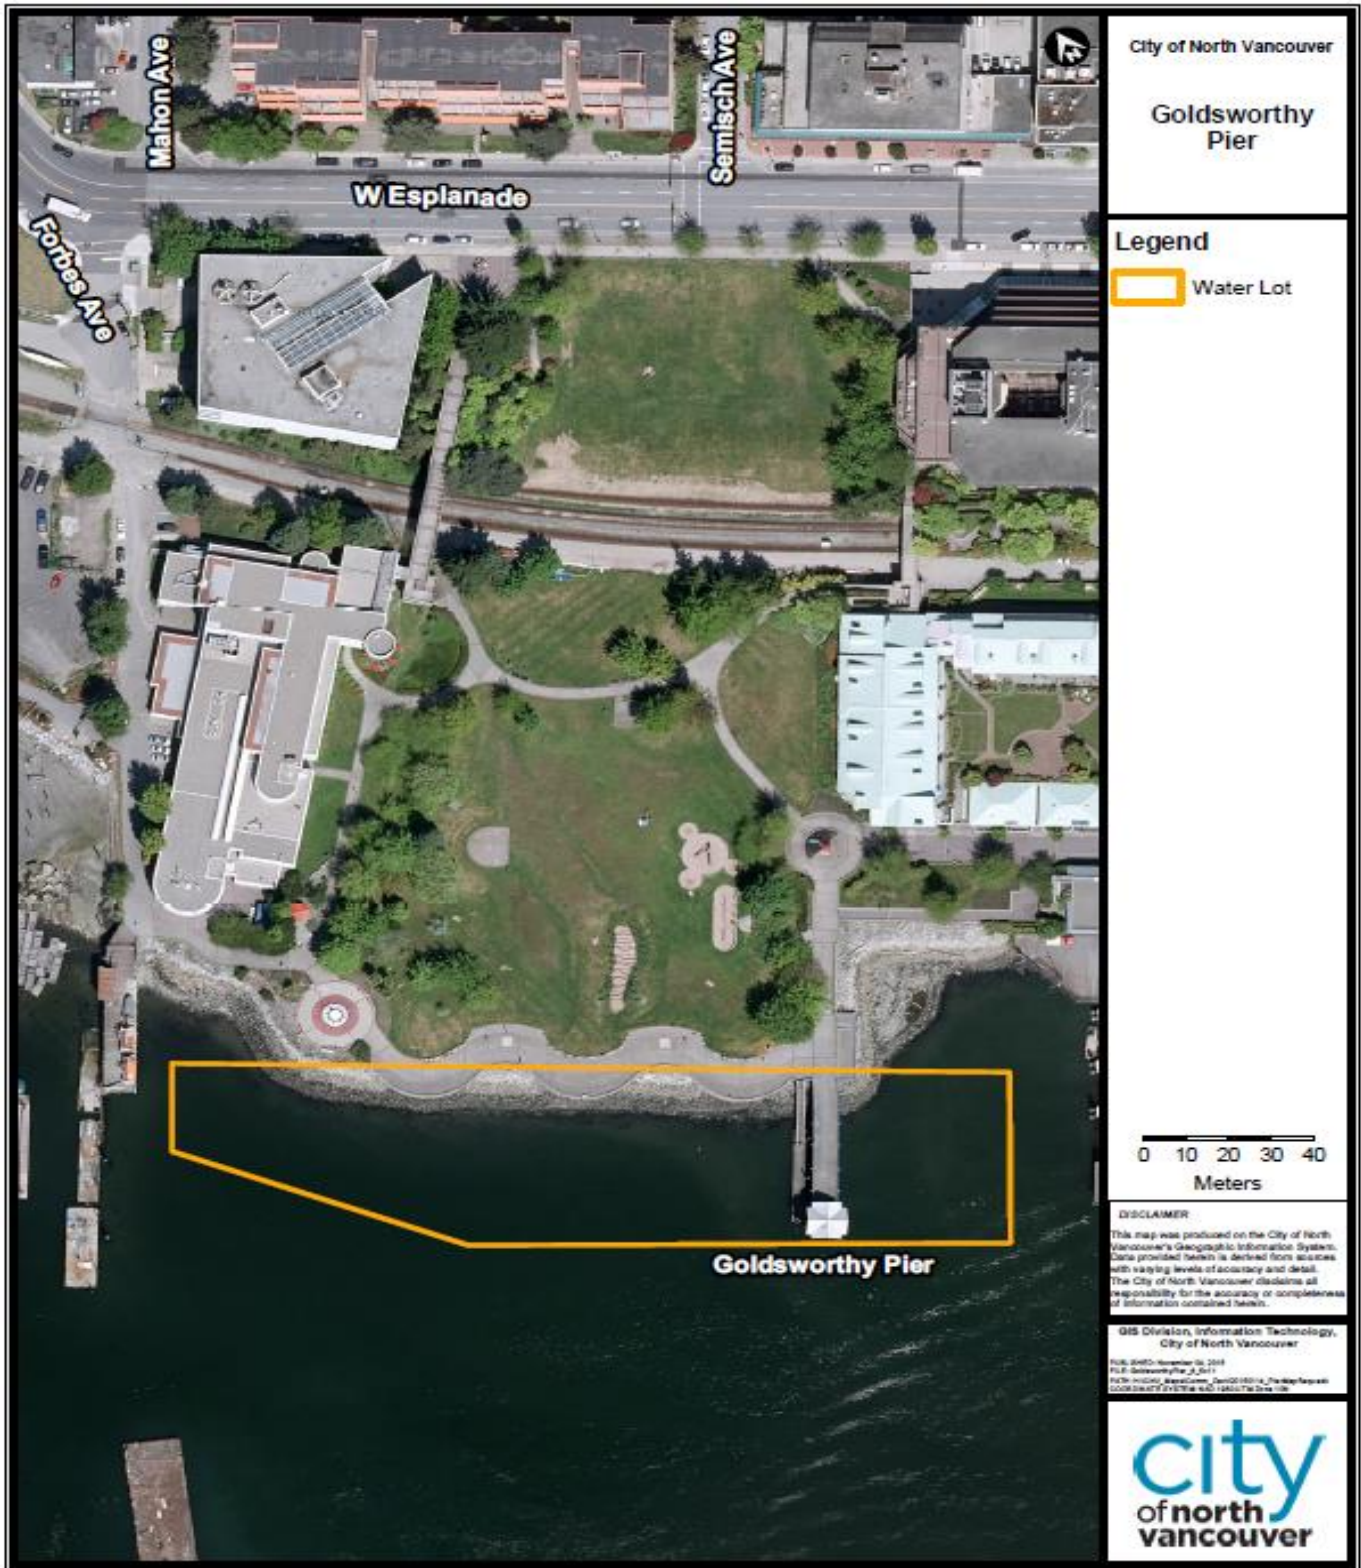 Mahon Ave
Semisch Ave
W Esplanade
Forbes Ave
Goldsworthy Pier
City of North Vancouver
Goldsworthy
Pier
Legend
Water Lot
0 10 20 30 40
Meters
DISCLAIMER
This map was produced on the City of North
Vancouver's Geographic Information System.
Data provided herein is derived from sources
with varying levels of accuracy and detail.
The City of North Vancouver disclaims all
responsibility for the accuracy or completeness
of information contained herein.
GIS Division, Information Technology,
City of North Vancouver
city
of north
vancouver